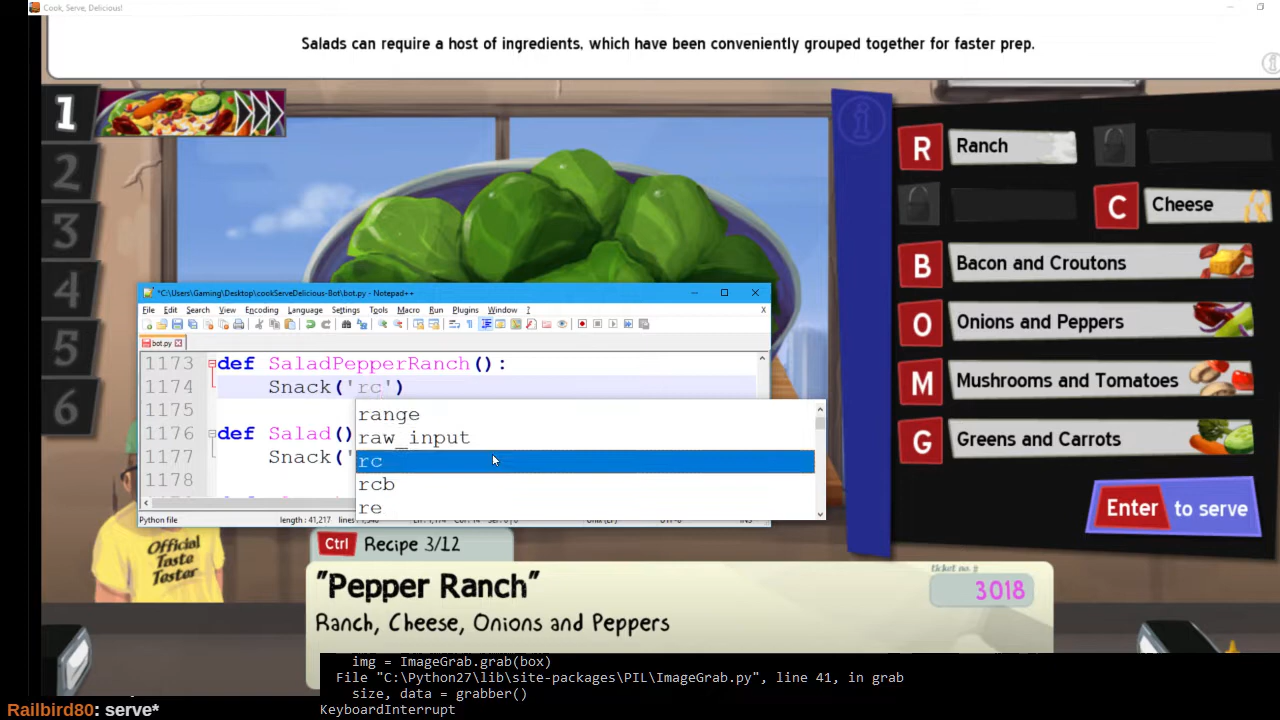 Cook, Serve, Delicious!
Salads can require a host of ingredients, which have been conveniently grouped together for faster prep.
1
2
3
4
5
6
R Ranch
C Cheese
B Bacon and Croutons
O Onions and Peppers
M Mushrooms and Tomatoes
G Greens and Carrots
Enter to serve
*C:\Users\Gaming\Desktop\cookServeDelicious-Bot\bot.py - Notepad++
File Edit Search View Encoding Language Settings Tools Macro Run Plugins Window ? X
bot.py
1173 def SaladPepperRanch():
1174 Snack('rc')
1175
1176 def Salad()
1177 Snack('
1178
range
raw_input
rc
rcb
re
Python file length : 41,217
Official
Taste
Tester
Ctrl Recipe 3/12
"Pepper Ranch"
Ranch, Cheese, Onions and Peppers
ticket no.
3018
img = ImageGrab.grab(box)
File "C:\Python27\lib\site-packages\PIL\ImageGrab.py", line 41, in grab
size, data = grabber()
KeyboardInterrupt
Railbird80: serve*